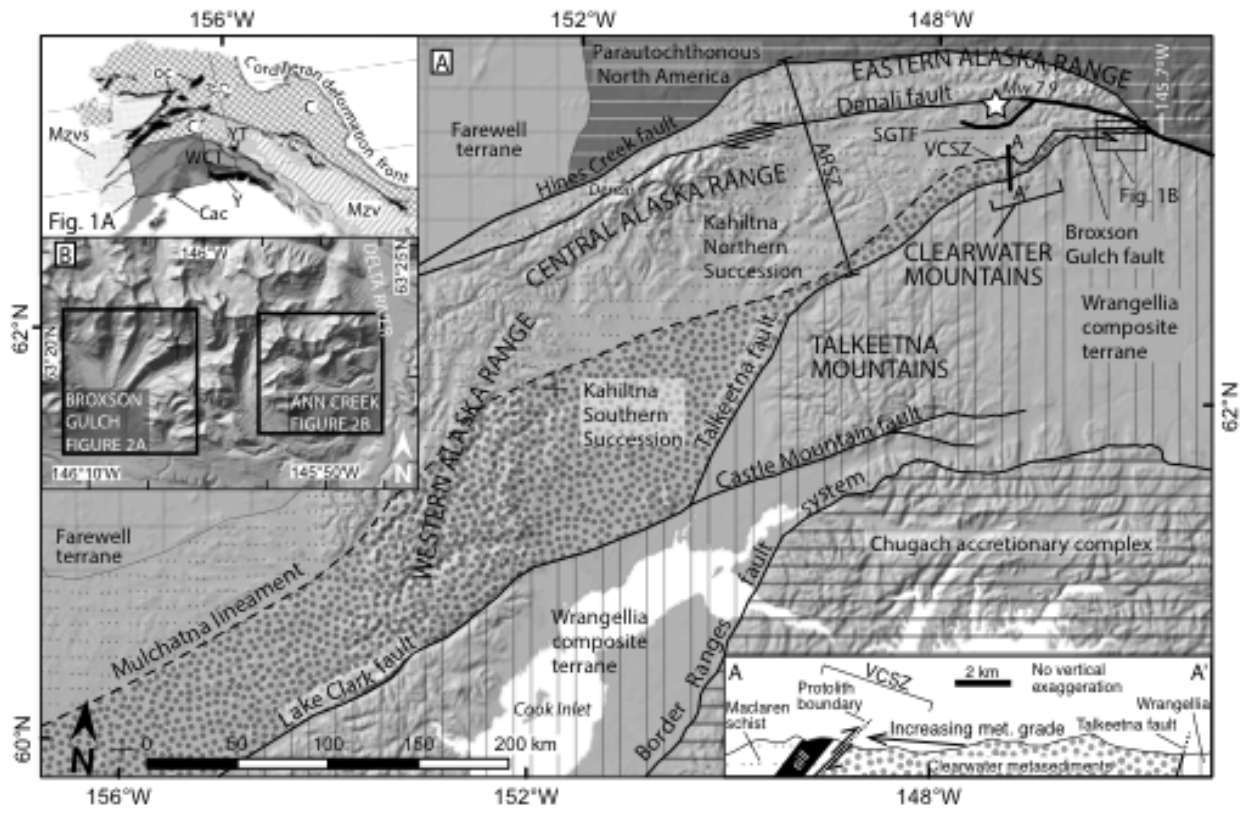 156°W
152°W
148°W
A
Parautochthonous
North America
EASTERN ALASKA RANGE
Mw 7.9
Denali fault
145.7°W
Cordilleran deformation front
C
C
Mzvs
YT
WCT
Y
Cac
Mzv
Fig. 1A
Farewell
terrane
Hines Creek fault
Denali
ARSZ
SGTF
VCSZ
A
A'
Fig. 1B
CENTRAL ALASKA RANGE
Kahiltna
Northern
Succession
CLEARWATER
MOUNTAINS
Broxson
Gulch fault
Wrangellia
composite
terrane
B
146°W
DELTA RIVER
63°25'N
63°20'N
BROXSON
GULCH
FIGURE 2A
ANN CREEK
FIGURE 2B
N
146°10'W
145°50'W
62°N
62°N
WESTERN ALASKA RANGE
Kahiltna
Southern
Succession
Talkeetna fault
TALKEETNA
MOUNTAINS
Castle Mountain fault
Farewell
terrane
Mulchatna lineament
Lake Clark fault
Wrangellia
composite
terrane
Cook Inlet
Border Ranges fault system
Chugach accretionary complex
A
VCSZ
2 km
No vertical
exaggeration
A'
Maclaren
schist
Protolith
boundary
Increasing met. grade
Talkeetna fault
Wrangellia
Clearwater metasediments
60°N
60°N
N
0
50
100
150
200 km
156°W
152°W
148°W